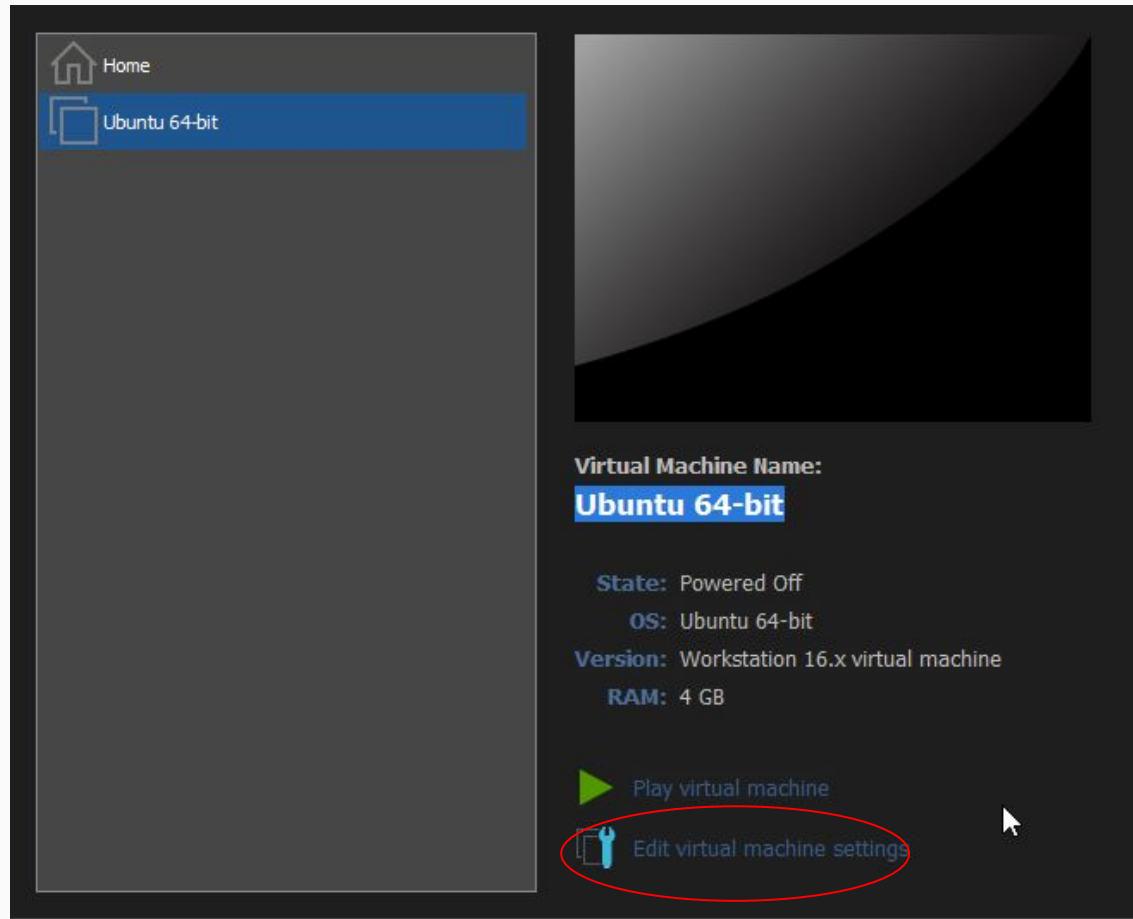 Home
Ubuntu 64-bit
Virtual Machine Name:
Ubuntu 64-bit
State: Powered Off
OS: Ubuntu 64-bit
Version: Workstation 16.x virtual machine
RAM: 4 GB
Play virtual machine
Edit virtual machine settings